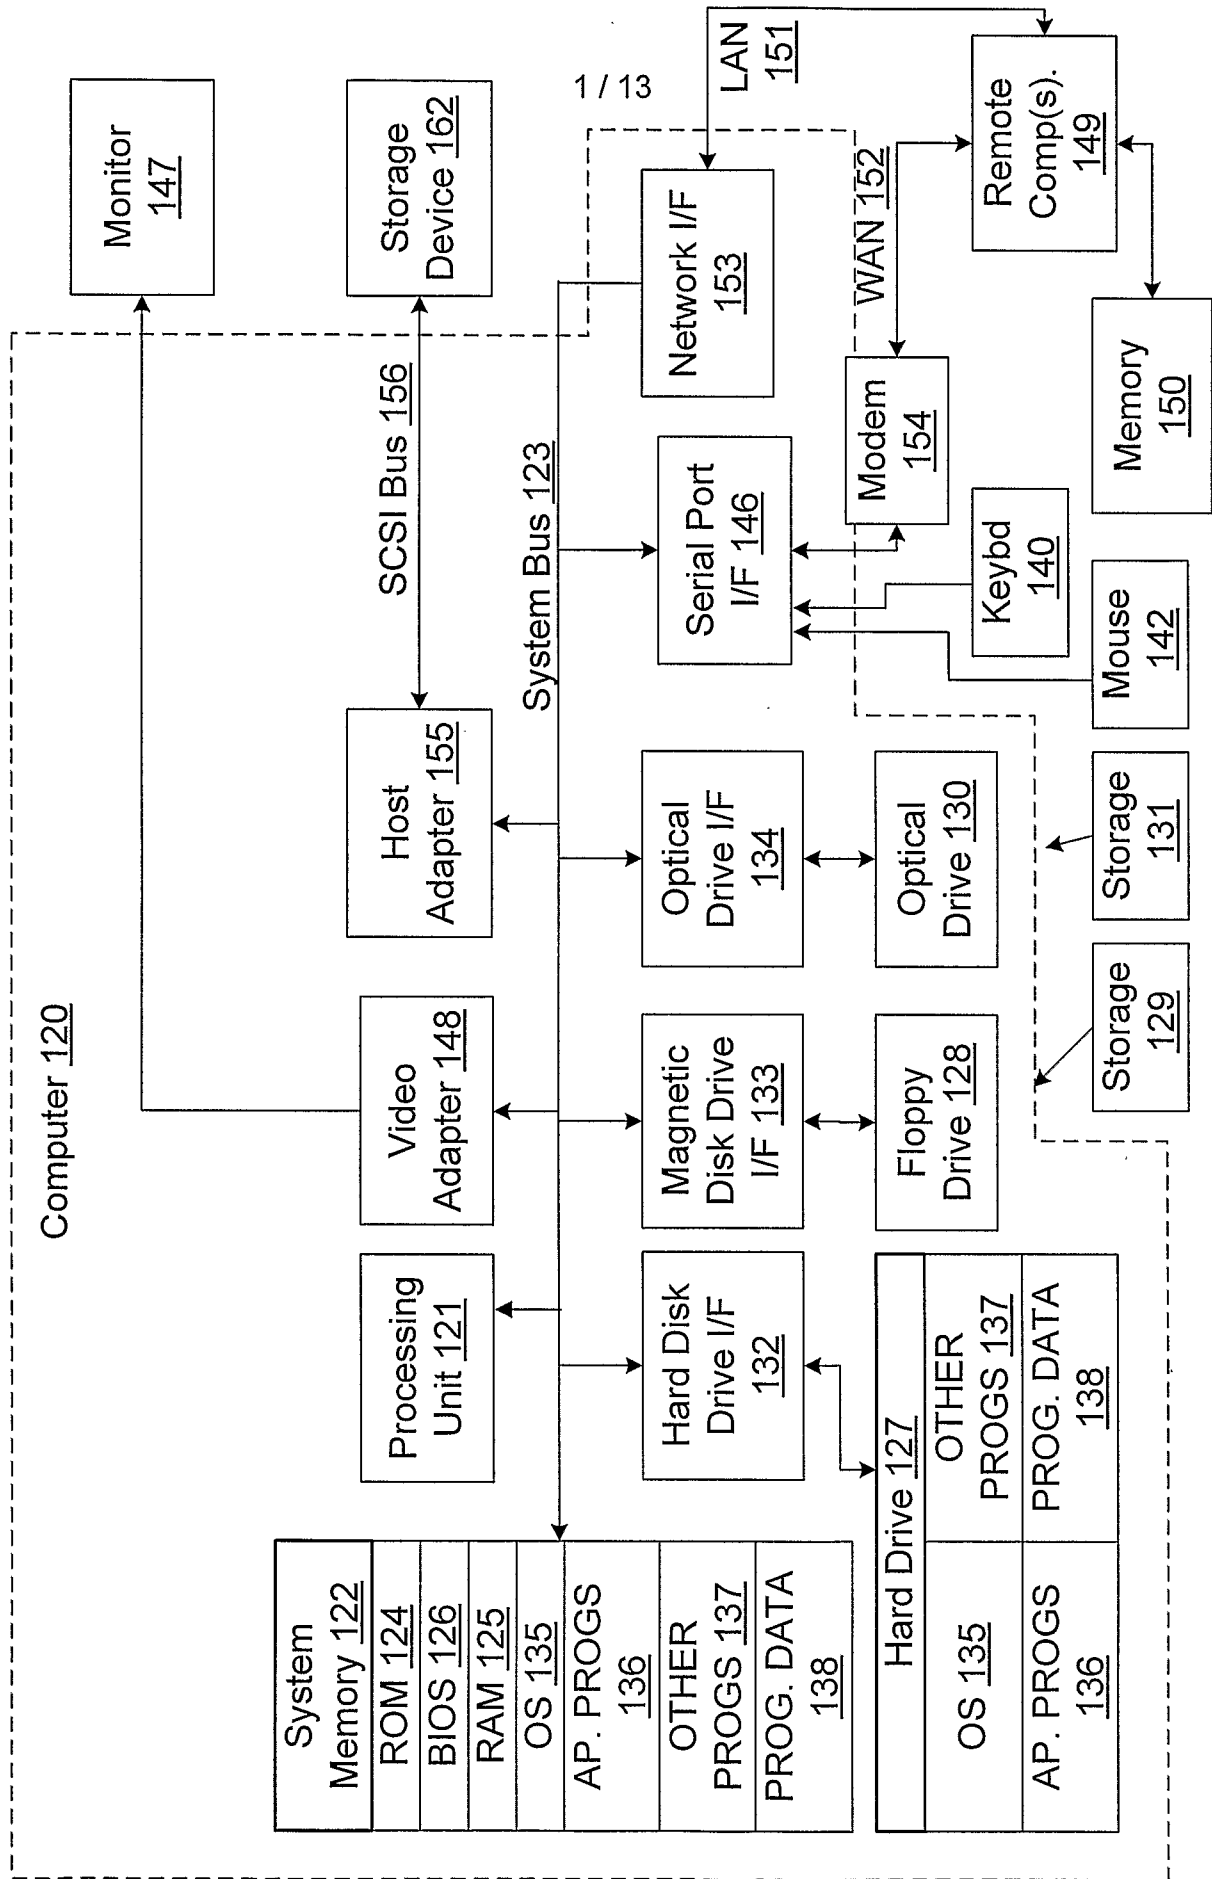 1 / 13
Computer 120
Monitor
147
Storage
Device 162
SCSI Bus 156
System Bus 123
System
Memory 122
ROM 124
BIOS 126
RAM 125
OS 135
AP. PROGS
136
OTHER
PROGS 137
PROG. DATA
138
Processing
Unit 121
Video
Adapter 148
Host
Adapter 155
Hard Disk
Drive I/F
132
Magnetic
Disk Drive
I/F 133
Optical
Drive I/F
134
Serial Port
I/F 146
Network I/F
153
LAN
151
Hard Drive 127
OS 135
OTHER
PROGS 137
AP. PROGS
136
PROG. DATA
138
Floppy
Drive 128
Optical
Drive 130
Modem
154
WAN 152
Remote
Comp(s).
149
Storage
129
Storage
131
Mouse
142
Keybd
140
Memory
150